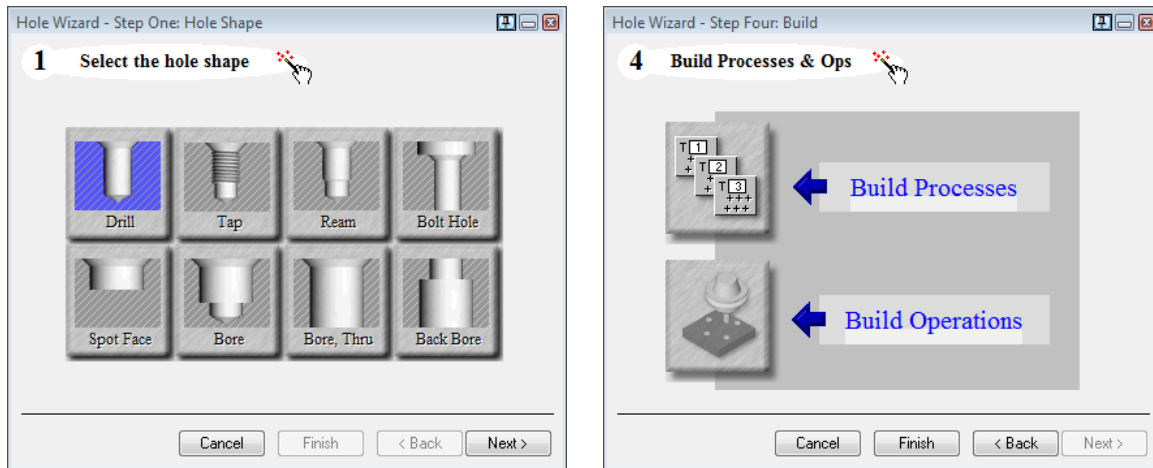 Hole Wizard - Step One: Hole Shape
1 Select the hole shape
Drill Tap Ream Bolt Hole
Spot Face Bore Bore, Thru Back Bore
Cancel Finish < Back Next >
Hole Wizard - Step Four: Build
4 Build Processes & Ops
T 1
T 2
T 3
Build Processes
Build Operations
Cancel Finish < Back Next >